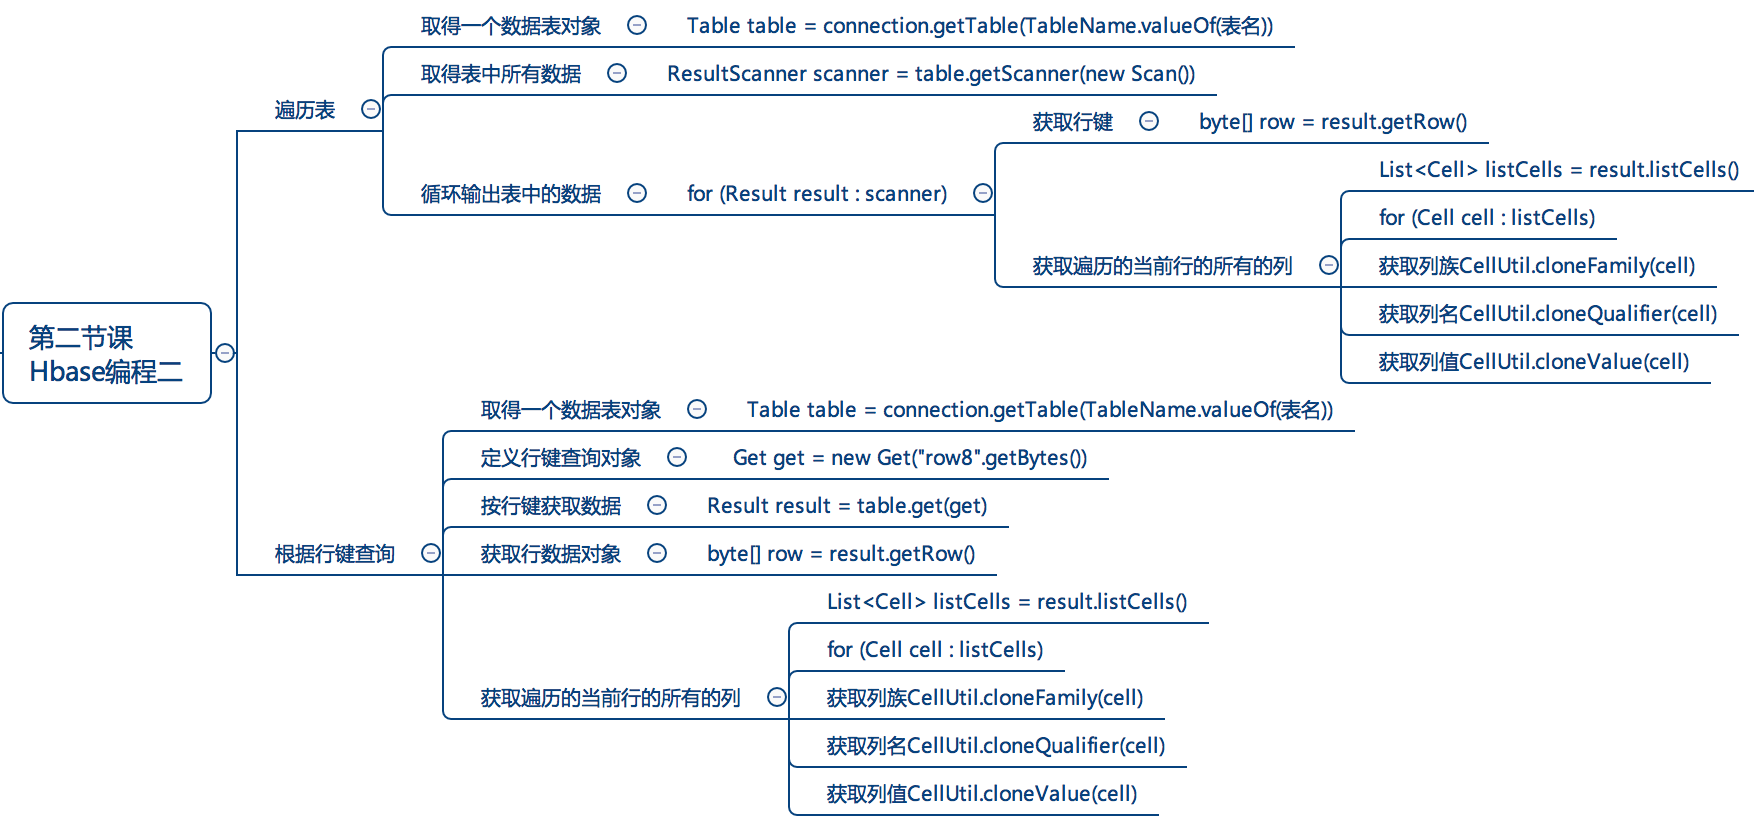 第二节课
Hbase编程二
遍历表
取得一个数据表对象
Table table = connection.getTable(TableName.valueOf(表名))
取得表中所有数据
ResultScanner scanner = table.getScanner(new Scan())
循环输出表中的数据
for (Result result : scanner)
获取行键
byte[] row = result.getRow()
获取遍历的当前行的所有的列
List<Cell> listCells = result.listCells()
for (Cell cell : listCells)
获取列族CellUtil.cloneFamily(cell)
获取列名CellUtil.cloneQualifier(cell)
获取列值CellUtil.cloneValue(cell)
根据行键查询
取得一个数据表对象
Table table = connection.getTable(TableName.valueOf(表名))
定义行键查询对象
Get get = new Get("row8".getBytes())
按行键获取数据
Result result = table.get(get)
获取行数据对象
byte[] row = result.getRow()
获取遍历的当前行的所有的列
List<Cell> listCells = result.listCells()
for (Cell cell : listCells)
获取列族CellUtil.cloneFamily(cell)
获取列名CellUtil.cloneQualifier(cell)
获取列值CellUtil.cloneValue(cell)